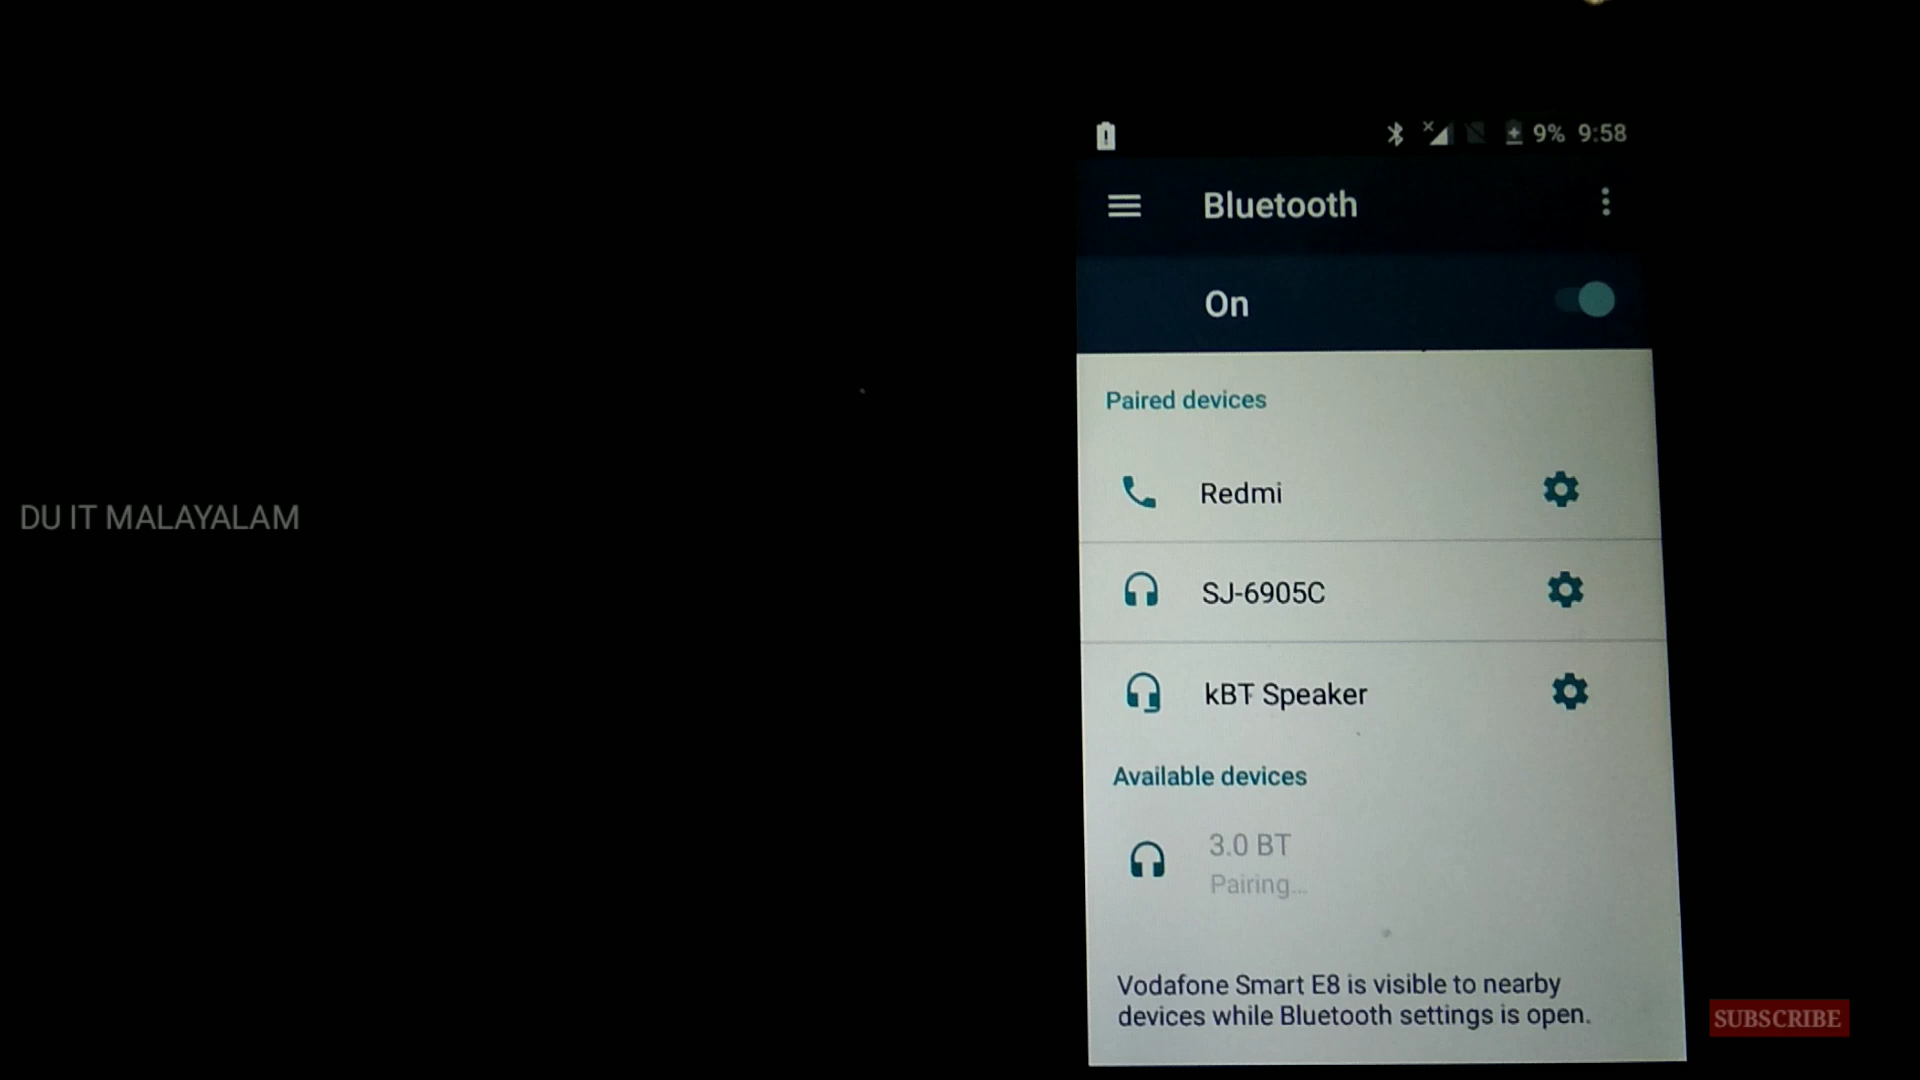 9% 9:58
Bluetooth
On
Paired devices
Redmi
SJ-6905C
kBT Speaker
Available devices
3.0 BT
Pairing...
Vodafone Smart E8 is visible to nearby
devices while Bluetooth settings is open.
DU IT MALAYALAM
SUBSCRIBE